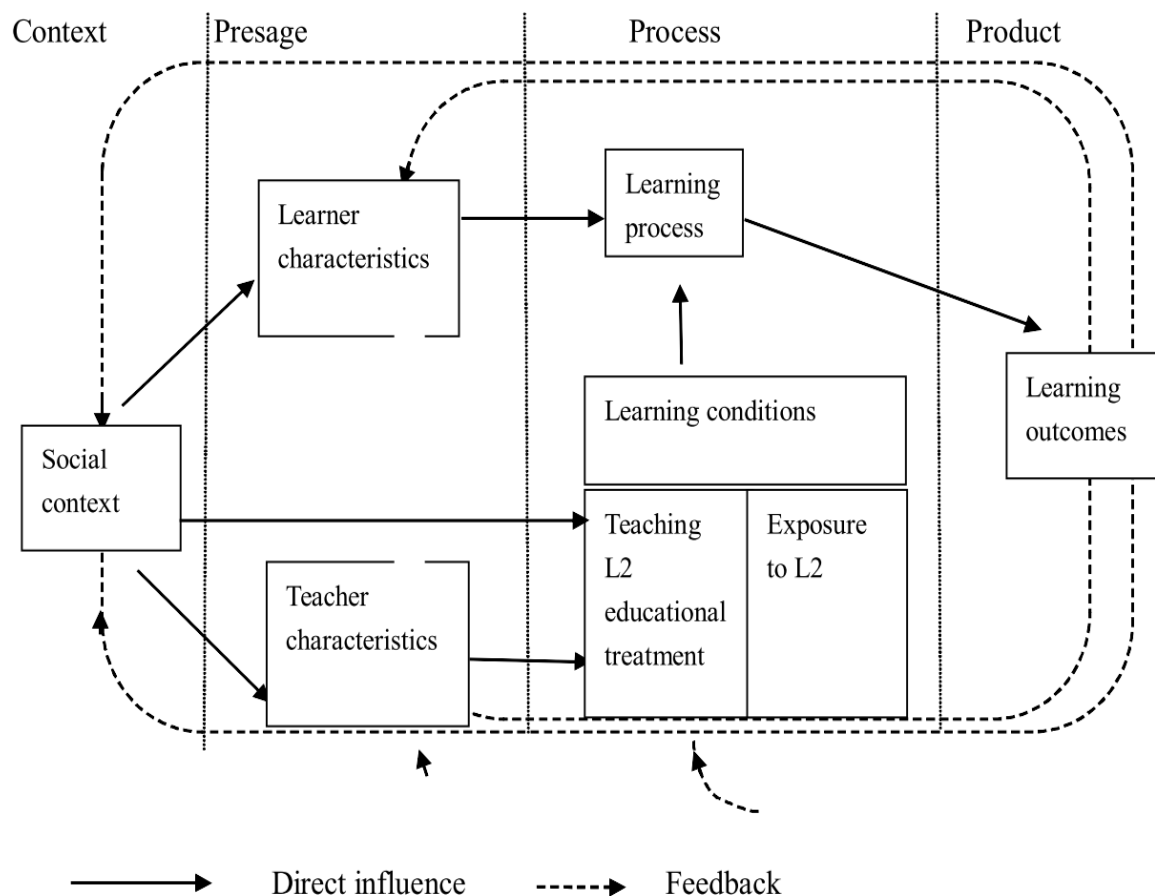 Context
Presage
Process
Product
Learner
characteristics
Learning
process
Learning conditions
Learning
outcomes
Social
context
Teaching
L2
educational
treatment
Exposure
to L2
Teacher
characteristics
Direct influence
Feedback